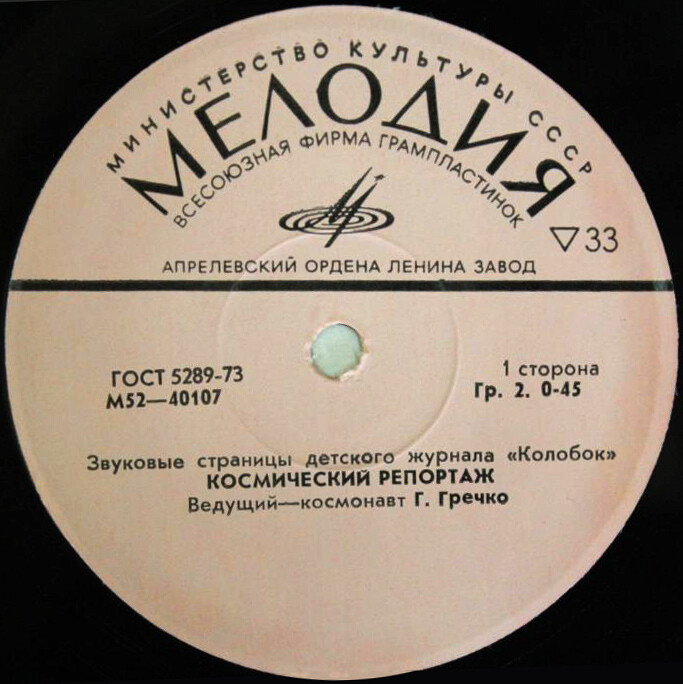 МИНИСТЕРСТВО КУЛЬТУРЫ СССР
МЕЛОДИЯ
ВСЕСОЮЗНАЯ ФИРМА ГРАМПЛАСТИНОК
▽33
АПРЕЛЕВСКИЙ ОРДЕНА ЛЕНИНА ЗАВОД
ГОСТ 5289-73
М52—40107
1 сторона
Гр. 2. 0-45
Звуковые страницы детского журнала «Колобок»
КОСМИЧЕСКИЙ РЕПОРТАЖ
Ведущий—космонавт Г. Гречко